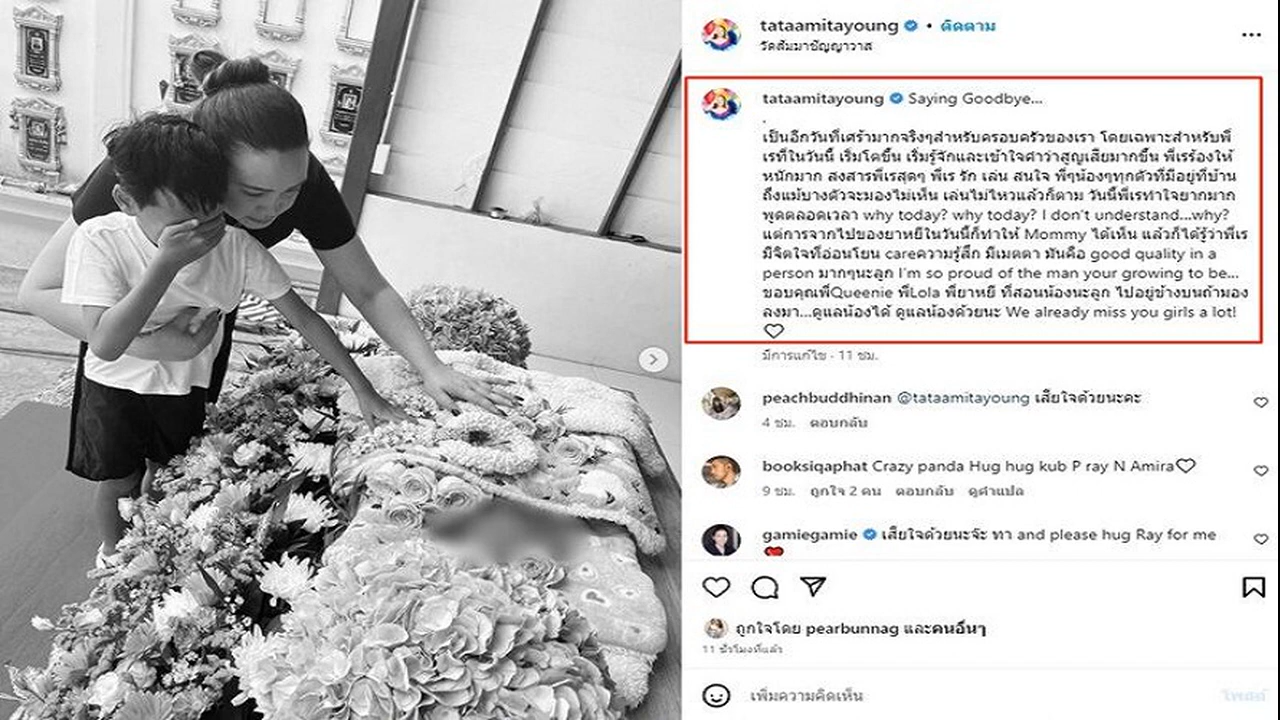 tataamitayoung • ติดตาม
วัดสัมมาชัญญาวาส
tataamitayoung Saying Goodbye...
.
เป็นอีกวันที่เศร้ามากจริงๆสำหรับครอบครัวของเรา โดยเฉพาะสำหรับพี่
เรที่ในวันนี้ เริ่มโตขึ้น เริ่มรู้จักและเข้าใจคำว่าสูญเสียมากขึ้น พี่เรร้องไห้
หนักมาก สงสารพี่เรสุดๆ พี่เร รัก เล่น สนใจ พี่ๆน้องๆทุกตัวที่มีอยู่ที่บ้าน
ถึงแม้บางตัวจะมองไม่เห็น เล่นไม่ไหวแล้วก็ตาม วันนี้พี่เรทำใจยากมาก
พูดตลอดเวลา why today? why today? I don't understand...why?
แต่การจากไปของยาหยีในวันนี้ก็ทำให้ Mommy ได้เห็น แล้วก็ได้รู้ว่าพี่เร
มีจิตใจที่อ่อนโยน careความรู้สึก มีเมตตา มันคือ good quality in a
person มากๆนะลูก I'm so proud of the man your growing to be...
ขอบคุณพี่Queenie พี่Lola พี่ยาหยี ที่สอนน้องนะลูก ไปอยู่ข้างบนถ้ามอง
ลงมา...ดูแลน้องได้ ดูแลน้องด้วยนะ We already miss you girls a lot!
🤍
มีการแก้ไข · 11 ชม.
peachbuddhinan @tataamitayoung เสียใจด้วยนะคะ
4 ชม. ตอบกลับ
booksiqaphat Crazy panda Hug hug kub P ray N Amira🤍
9 ชม. ถูกใจ 2 คน ตอบกลับ ดูคำแปล
gamiegamie เสียใจด้วยนะจ๊ะ ทา and please hug Ray for me
❤️
ถูกใจโดย pearbunnag และคนอื่นๆ
11 ชั่วโมงที่แล้ว
เพิ่มความคิดเห็น
โพสต์